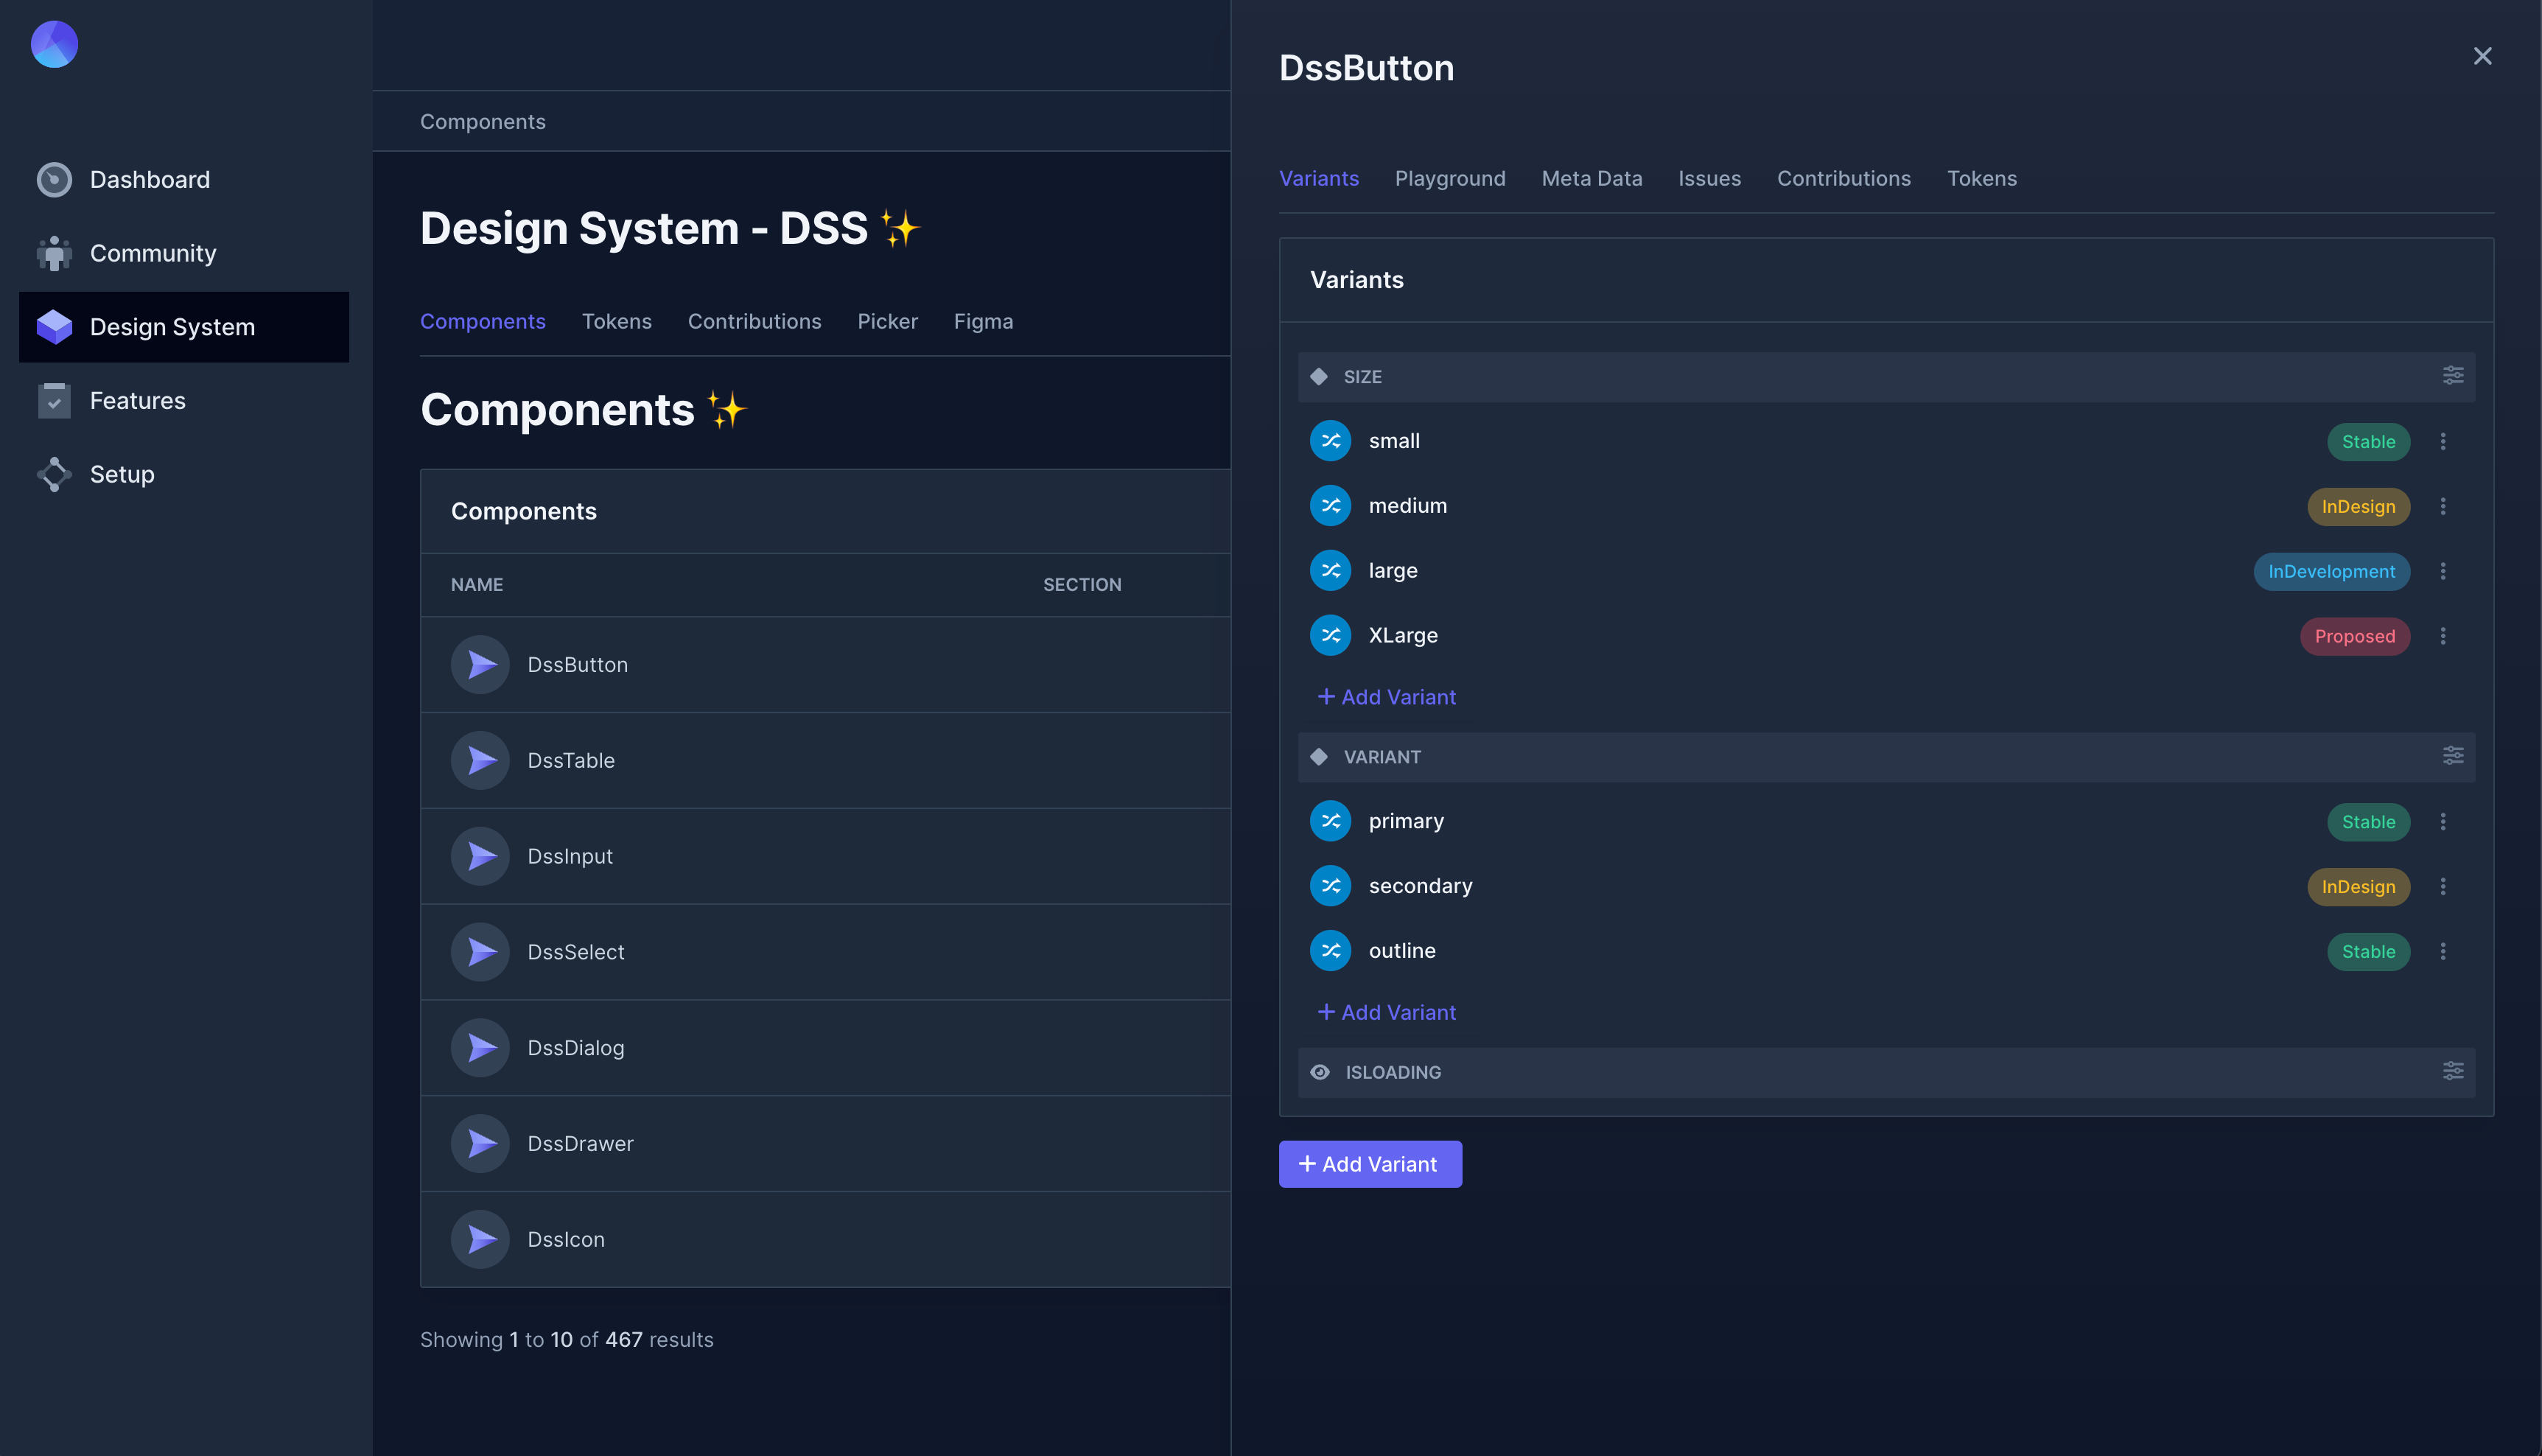 Dashboard
Community
Design System
Features
Setup
Components
Design System - DSS ✨
Components Tokens Contributions Picker Figma
Components ✨
Components
NAME SECTION
DssButton
DssTable
DssInput
DssSelect
DssDialog
DssDrawer
DssIcon
Showing 1 to 10 of 467 results
DssButton
Variants Playground Meta Data Issues Contributions Tokens
Variants
SIZE
small Stable
medium InDesign
large InDevelopment
XLarge Proposed
+ Add Variant
VARIANT
primary Stable
secondary InDesign
outline Stable
+ Add Variant
ISLOADING
+ Add Variant